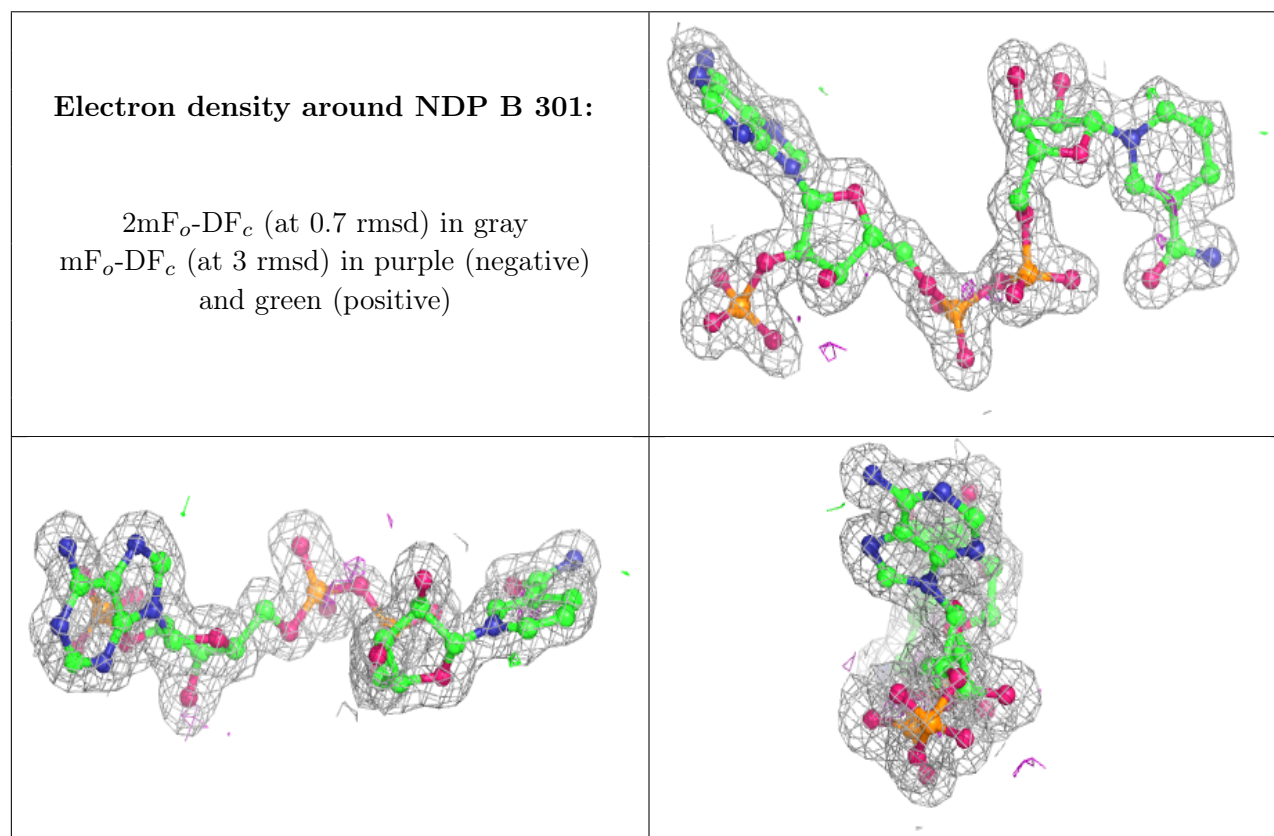 Electron density around NDP B 301:
2mFo-DFc (at 0.7 rmsd) in gray
mFo-DFc (at 3 rmsd) in purple (negative)
and green (positive)